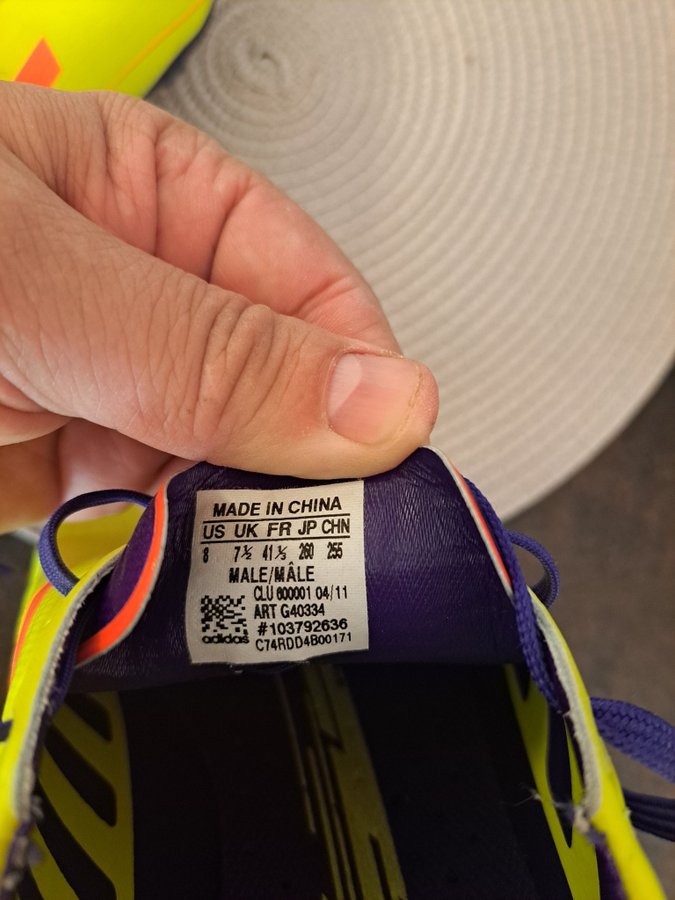 MADE IN CHINA
US UK FR JP CHN
8 7½ 41⅓ 260 255
MALE/MÂLE
CLU 600001 04/11
ART G40334
#103792636
adidas
C74RDD4B00171